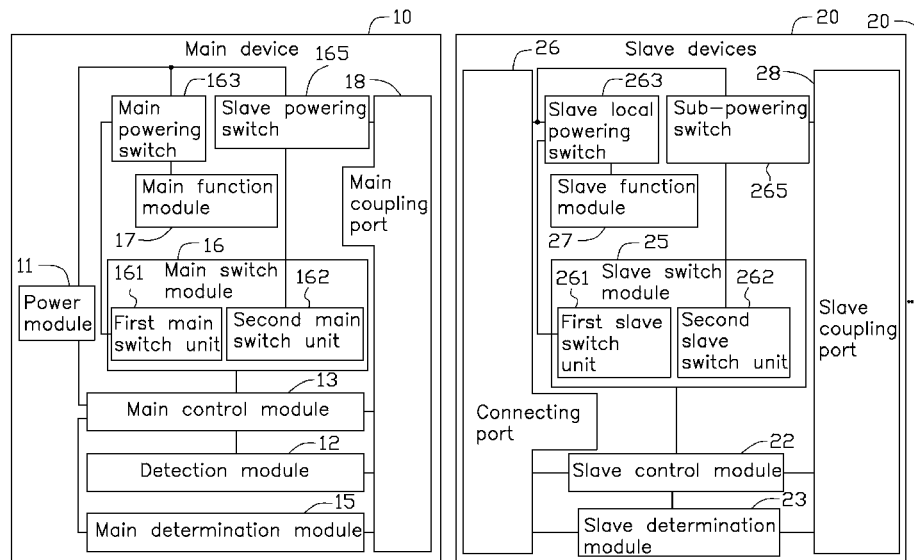 10
Main device
163
165
18
Main
powering
switch
Slave powering
switch
Main
coupling
port
Main function
module
17
16
11
161
Main switch
module
162
Power
module
First main
switch unit
Second main
switch unit
13
Main control module
12
Detection module
15
Main determination module
20
20
Slave devices
26
263
28
Slave local
powering
switch
Sub-powering
switch
265
Slave function
module
27
25
261
Slave switch
module
262
First slave
switch
unit
Second
slave
switch unit
Slave
coupling
port
Connecting
port
22
Slave control module
23
Slave determination
module